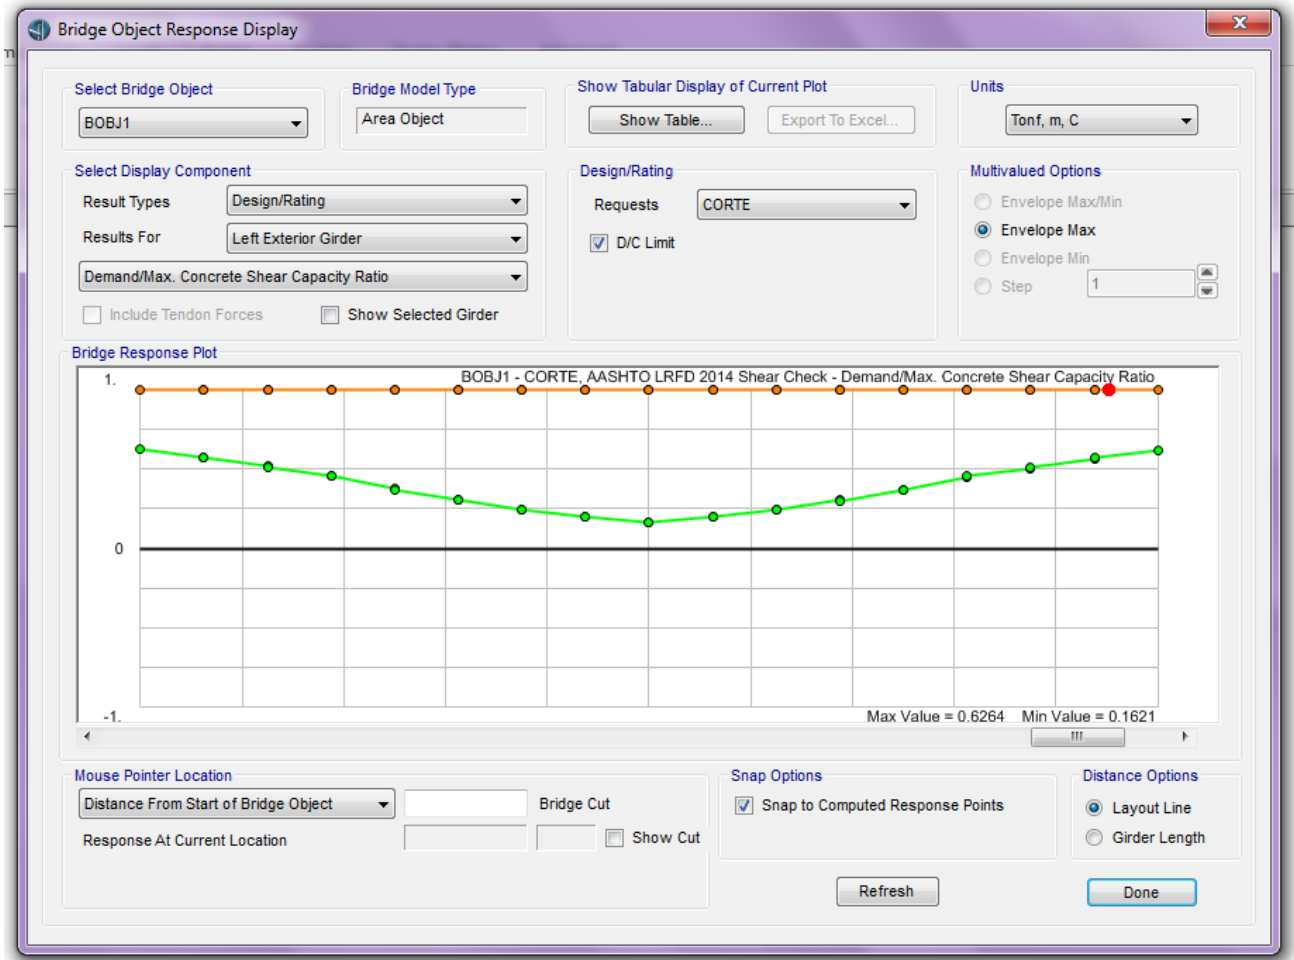 Bridge Object Response Display
m
Select Bridge Object
Bridge Model Type
Show Tabular Display of Current Plot
Units
BOBJ1
Area Object
Show Table...
Export To Excel...
Tonf, m, C
Select Display Component
Design/Rating
Multivalued Options
Result Types
Design/Rating
Requests
CORTE
Envelope Max/Min
Results For
Left Exterior Girder
D/C Limit
Envelope Max
Demand/Max. Concrete Shear Capacity Ratio
Envelope Min
Include Tendon Forces
Show Selected Girder
Step
1
Bridge Response Plot
BOBJ1 - CORTE, AASHTO LRFD 2014 Shear Check - Demand/Max. Concrete Shear Capacity Ratio
1.
0
-1.
Max Value = 0.6264 Min Value = 0.1621
Mouse Pointer Location
Snap Options
Distance Options
Distance From Start of Bridge Object
Bridge Cut
Snap to Computed Response Points
Layout Line
Response At Current Location
Show Cut
Girder Length
Refresh
Done